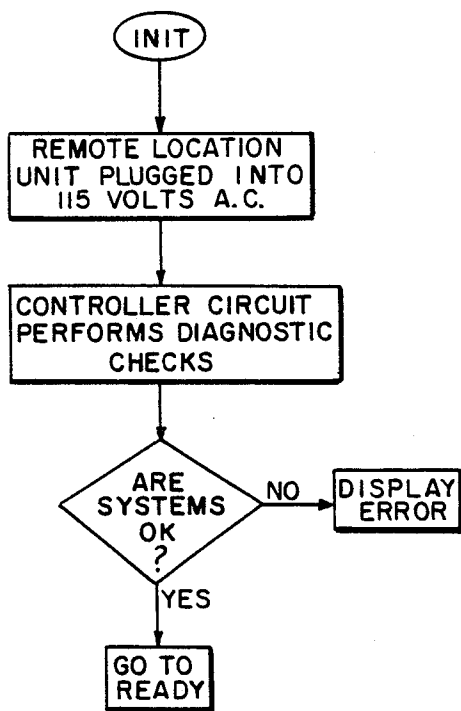 INIT
REMOTE LOCATION
UNIT PLUGGED INTO
115 VOLTS A.C.
CONTROLLER CIRCUIT
PERFORMS DIAGNOSTIC
CHECKS
ARE
SYSTEMS
OK
?
NO
DISPLAY
ERROR
YES
GO TO
READY